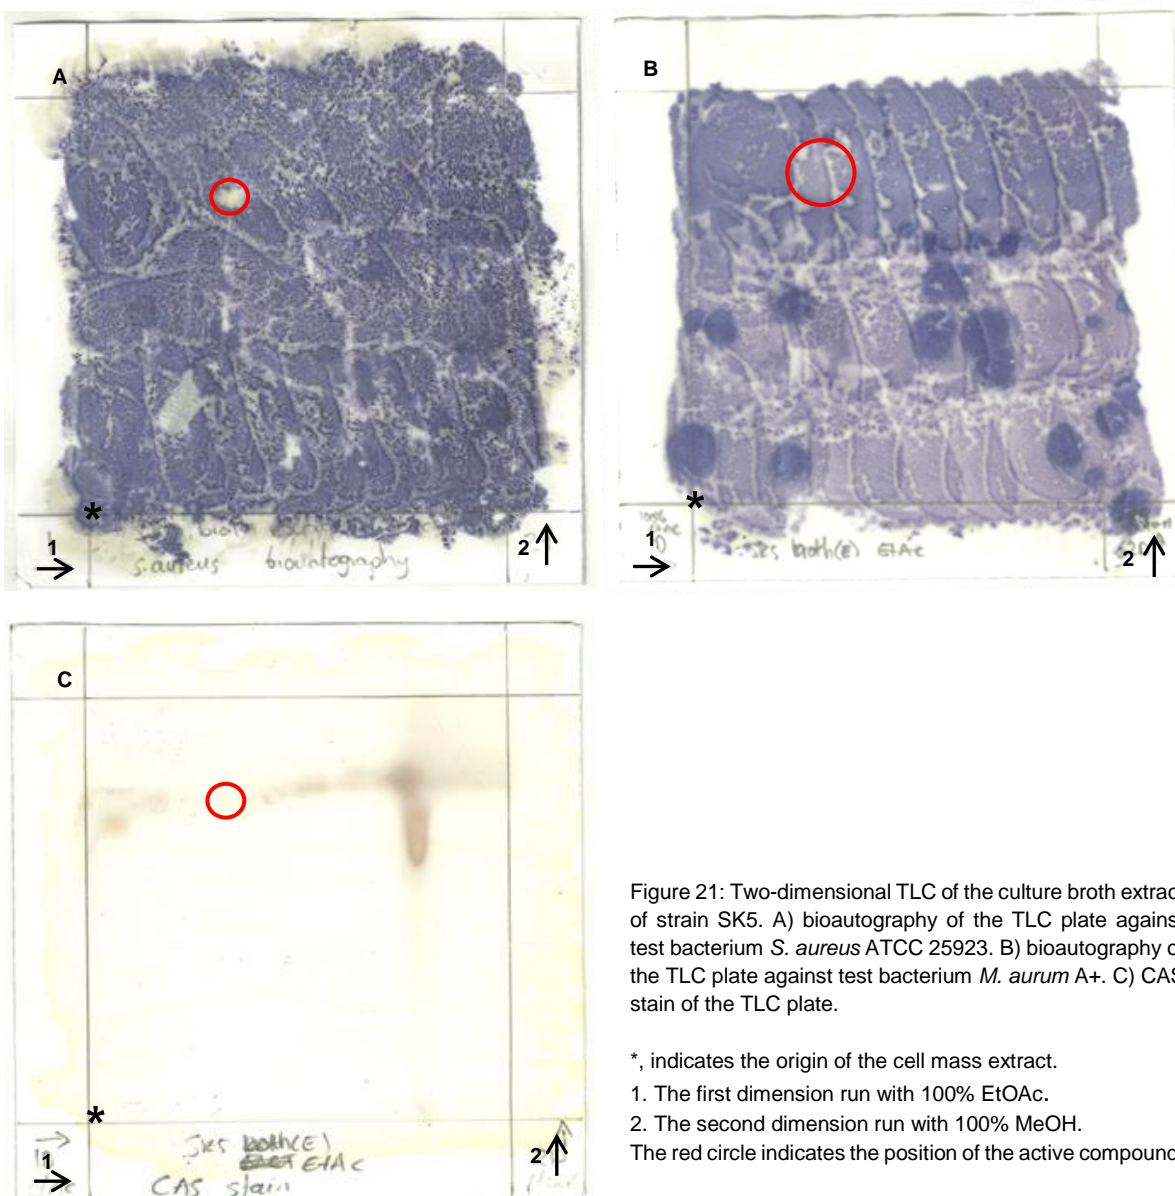 A
B
*
*
1
2
S. aureus bioautography
1
2
broth(E) EtAc
C
*
broth(E)
EtAc
1
2
CAS stain
Figure 21: Two-dimensional TLC of the culture broth extrac
of strain SK5. A) bioautography of the TLC plate agains
test bacterium S. aureus ATCC 25923. B) bioautography o
the TLC plate against test bacterium M. aurum A+. C) CAS
stain of the TLC plate.
*, indicates the origin of the cell mass extract.
1. The first dimension run with 100% EtOAc.
2. The second dimension run with 100% MeOH.
The red circle indicates the position of the active compound